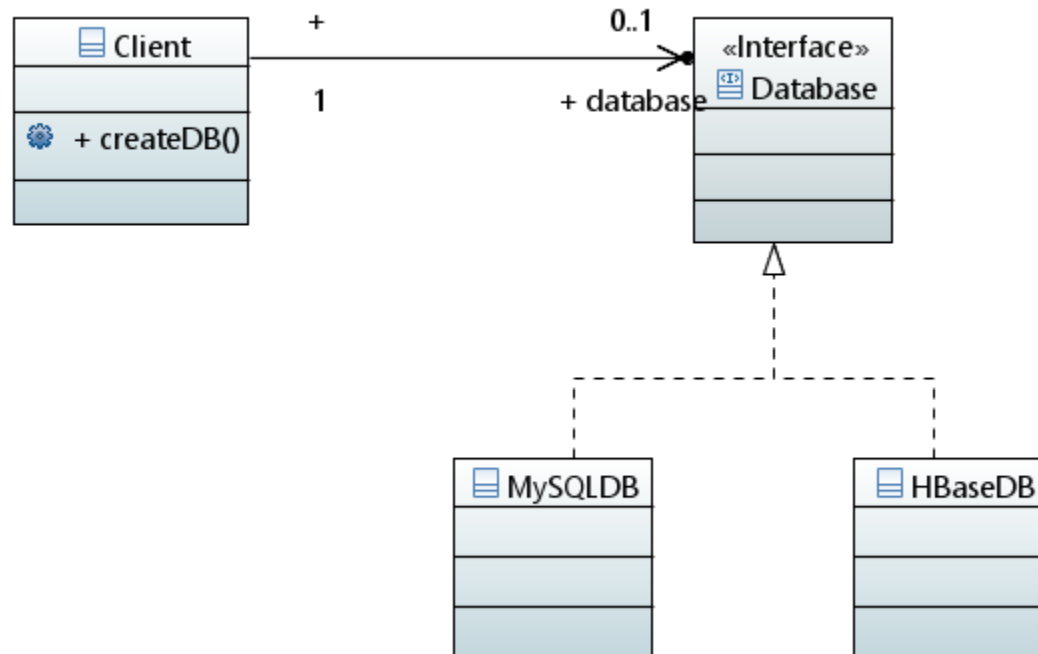 Client
+ createDB()
+
1
0..1
+ database
«Interface»
Database
MySQLDB
HBaseDB